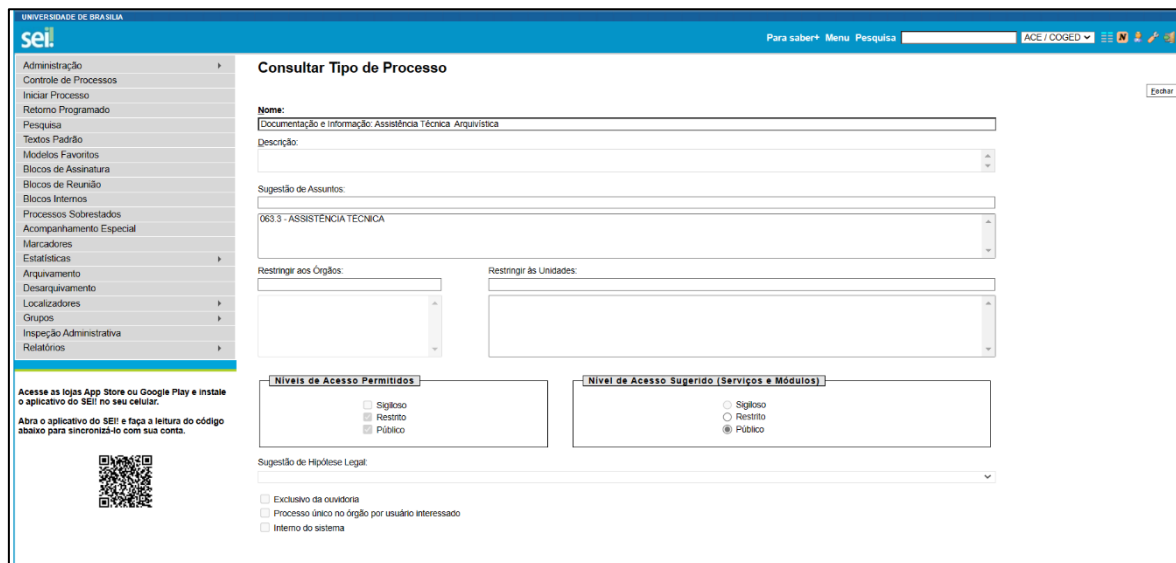 UNIVERSIDADE DE BRASILIA
sei!
Para saber+ Menu Pesquisa ACE / COGED
N
Administração
Controle de Processos
Iniciar Processo
Retorno Programado
Pesquisa
Textos Padrão
Modelos Favoritos
Blocos de Assinatura
Blocos de Reunião
Blocos Internos
Processos Sobrestados
Acompanhamento Especial
Marcadores
Estatísticas
Arquivamento
Desarquivamento
Localizadores
Grupos
Inspeção Administrativa
Relatórios
Acesse as lojas App Store ou Google Play e instale
o aplicativo do SEI! no seu celular.
Abra o aplicativo do SEI! e faça a leitura do código
abaixo para sincronizá-lo com sua conta.
Consultar Tipo de Processo
Fechar
Nome:
Documentação e Informação: Assistência Técnica Arquivística
Descrição:
Sugestão de Assuntos:
063.3 - ASSISTÊNCIA TÉCNICA
Restringir aos Órgãos:
Restringir às Unidades:
Níveis de Acesso Permitidos
Sigiloso
Restrito
Público
Nível de Acesso Sugerido (Serviços e Módulos)
Sigiloso
Restrito
Público
Sugestão de Hipótese Legal:
Exclusivo da ouvidoria
Processo único no órgão por usuário interessado
Interno do sistema